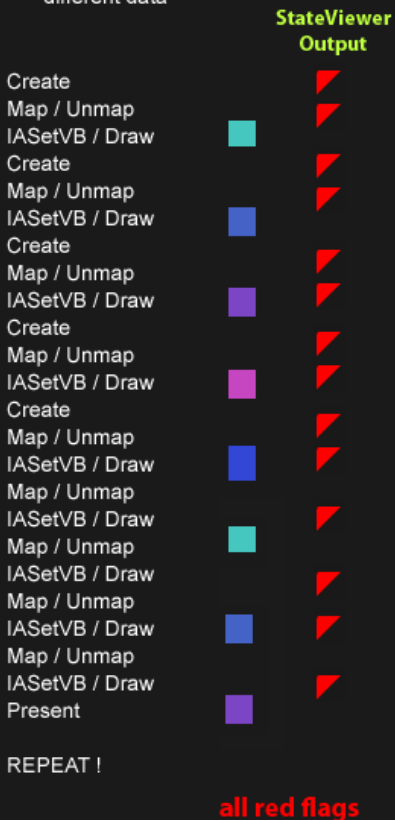 different data
StateViewer
Output
Create
Map / Unmap
IASetVB / Draw
Create
Map / Unmap
IASetVB / Draw
Create
Map / Unmap
IASetVB / Draw
Create
Map / Unmap
IASetVB / Draw
Create
Map / Unmap
IASetVB / Draw
Map / Unmap
IASetVB / Draw
Map / Unmap
IASetVB / Draw
Map / Unmap
IASetVB / Draw
Map / Unmap
IASetVB / Draw
Present
REPEAT !
all red flags